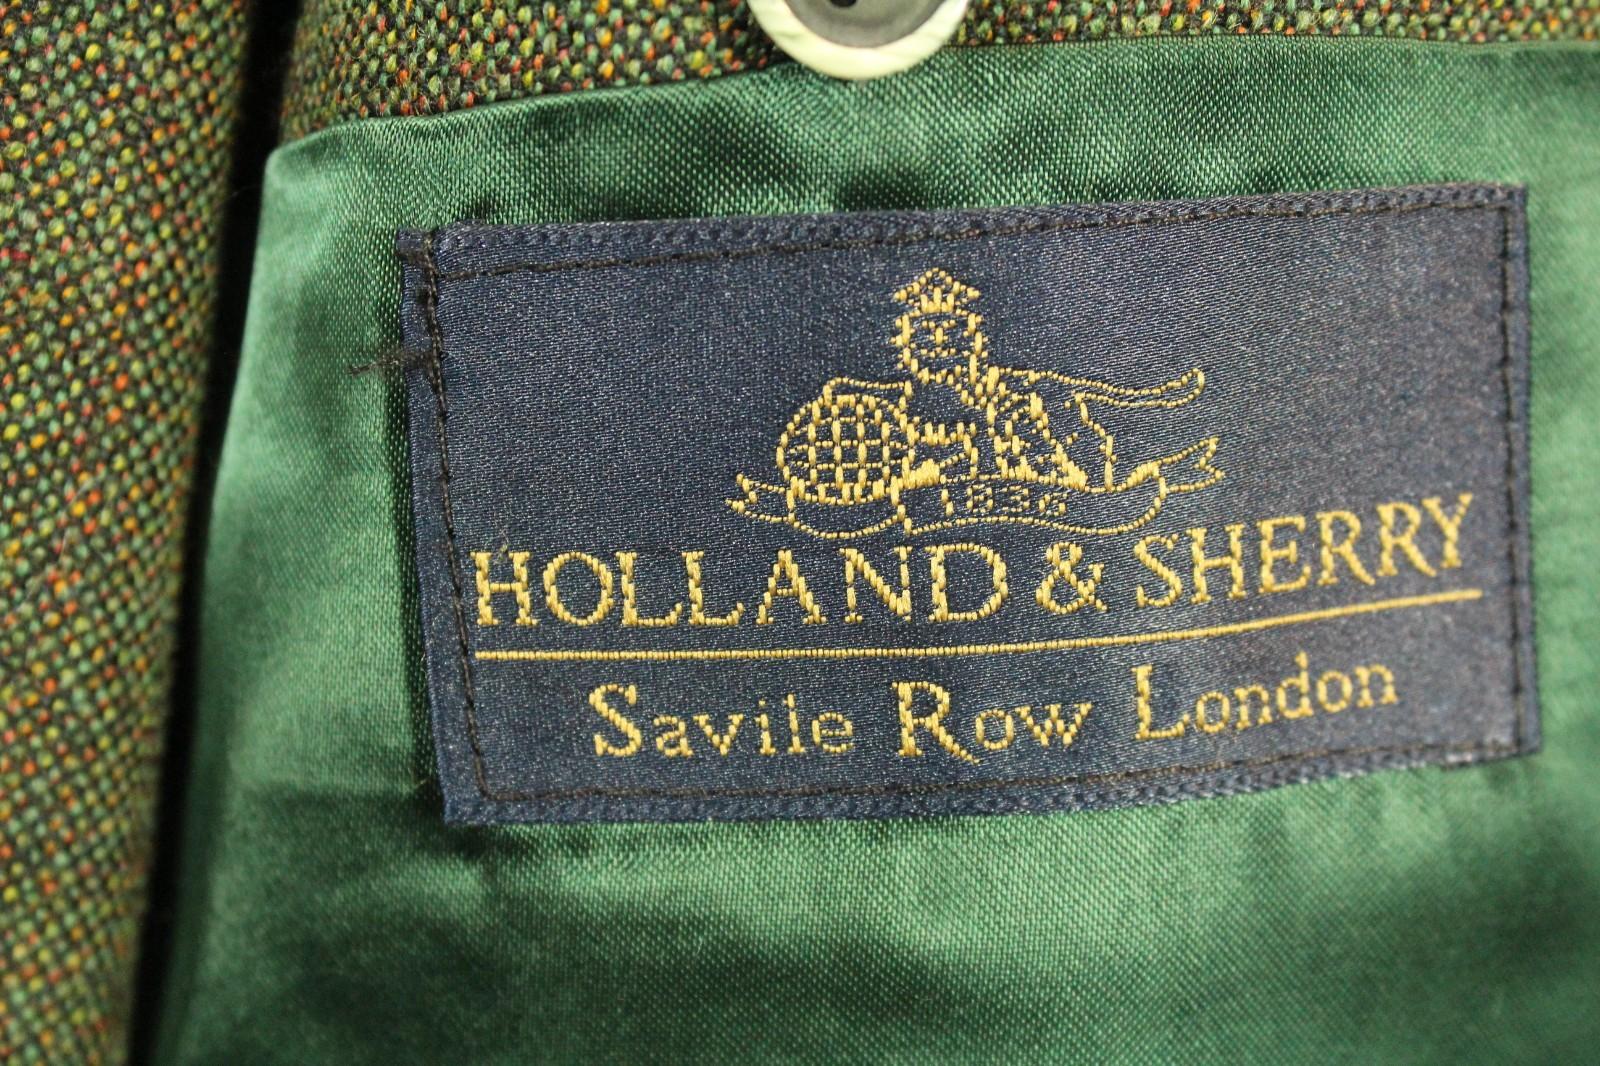 1836
HOLLAND & SHERRY
Savile Row London